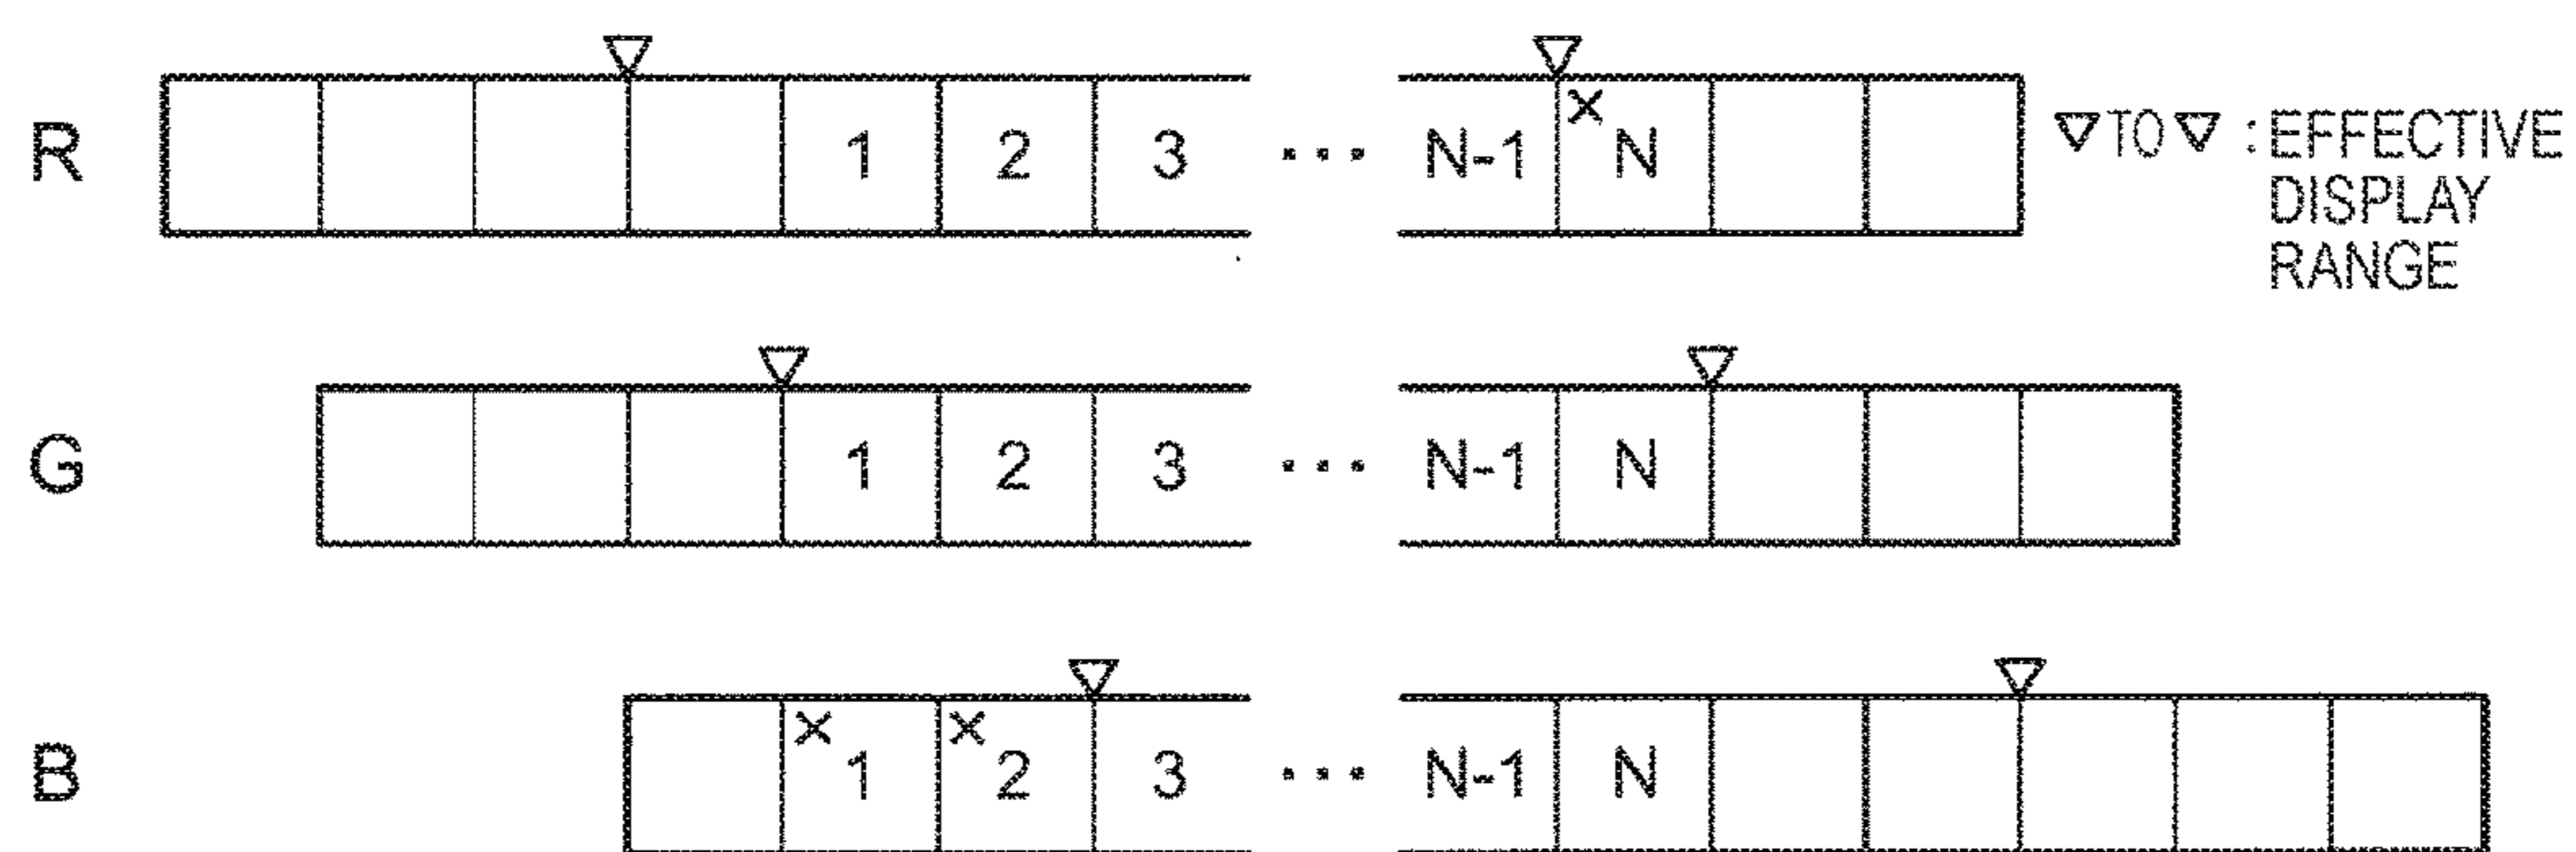 R 1 2 3 ... N-1 × N ▽ TO ▽ : EFFECTIVE
DISPLAY
RANGE
G 1 2 3 ... N-1 N
B × 1 × 2 3 ... N-1 N